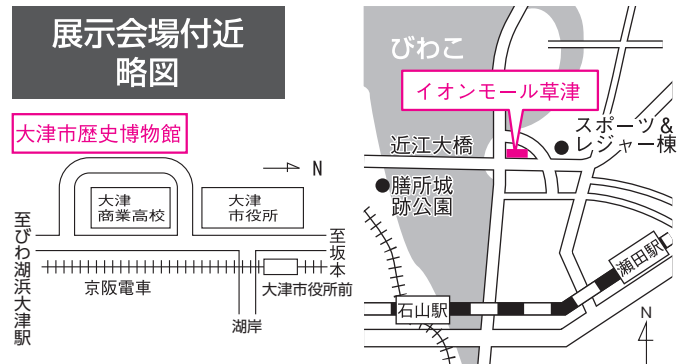 展示会場付近
略図
大津市歴史博物館
N
大津
商業高校
大津
市役所
至びわ湖浜大津駅
至坂本
京阪電車
大津市役所前
湖岸
びわこ
イオンモール草津
近江大橋
スポーツ＆
レジャー棟
膳所城
跡公園
瀬田駅
石山駅
N